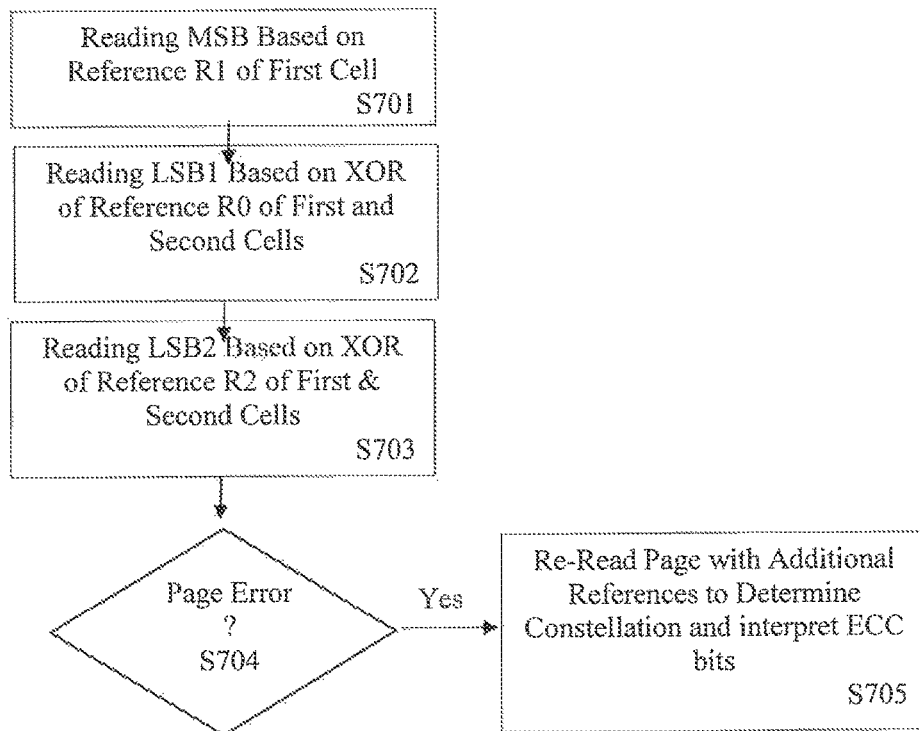 Reading MSB Based on
Reference R1 of First Cell
S701
Reading LSB1 Based on XOR
of Reference R0 of First and
Second Cells
S702
Reading LSB2 Based on XOR
of Reference R2 of First &
Second Cells
S703
Page Error
?
S704
Yes
Re-Read Page with Additional
References to Determine
Constellation and interpret ECC
bits
S705